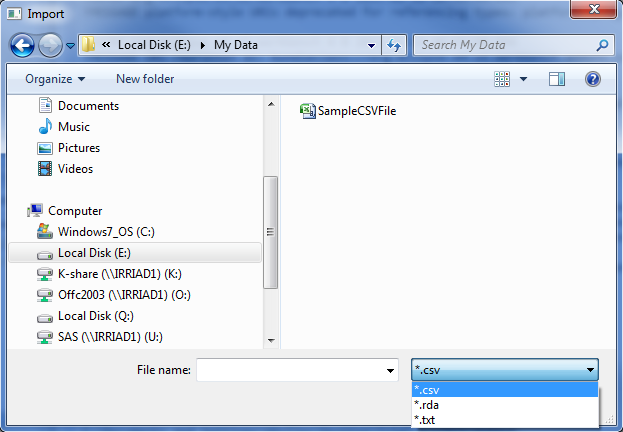 Import
« Local Disk (E:) ▸ My Data
Search My Data
Organize
New folder
Documents
Music
Pictures
Videos
Computer
Windows7_OS (C:)
Local Disk (E:)
K-share (\\IRRIAD1) (K:)
Offc2003 (\\IRRIAD1) (O:)
Local Disk (Q:)
SAS (\\IRRIAD1) (U:)
SampleCSVFile
File name:
*.csv
*.csv
*.rda
*.txt